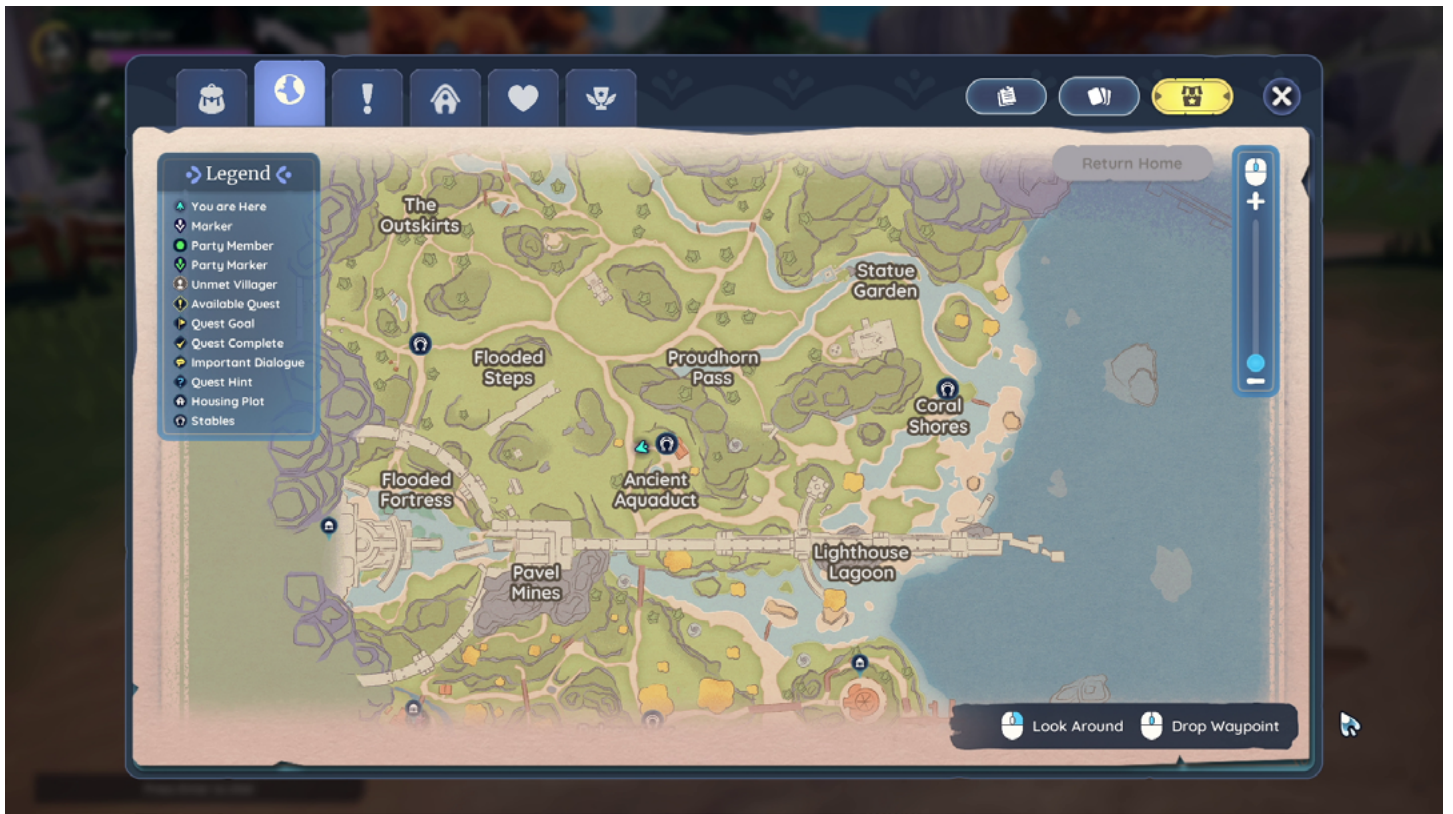 Return Home
Legend
You are Here
Marker
Party Member
Party Marker
Unmet Villager
Available Quest
Quest Goal
Quest Complete
Important Dialogue
Quest Hint
Housing Plot
Stables
The
Outskirts
Statue
Garden
Flooded
Steps
Proudhorn
Pass
Coral
Shores
Flooded
Fortress
Ancient
Aquaduct
Pavel
Mines
Lighthouse
Lagoon
Look Around
Drop Waypoint